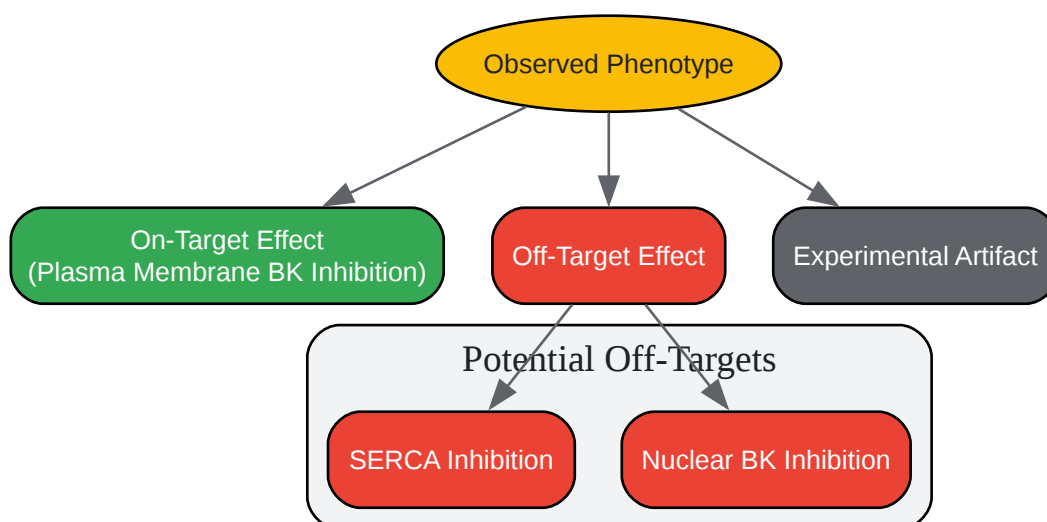 Observed Phenotype
On-Target Effect
(Plasma Membrane BK Inhibition)
Off-Target Effect
Experimental Artifact
Potential Off-Targets
SERCA Inhibition
Nuclear BK Inhibition